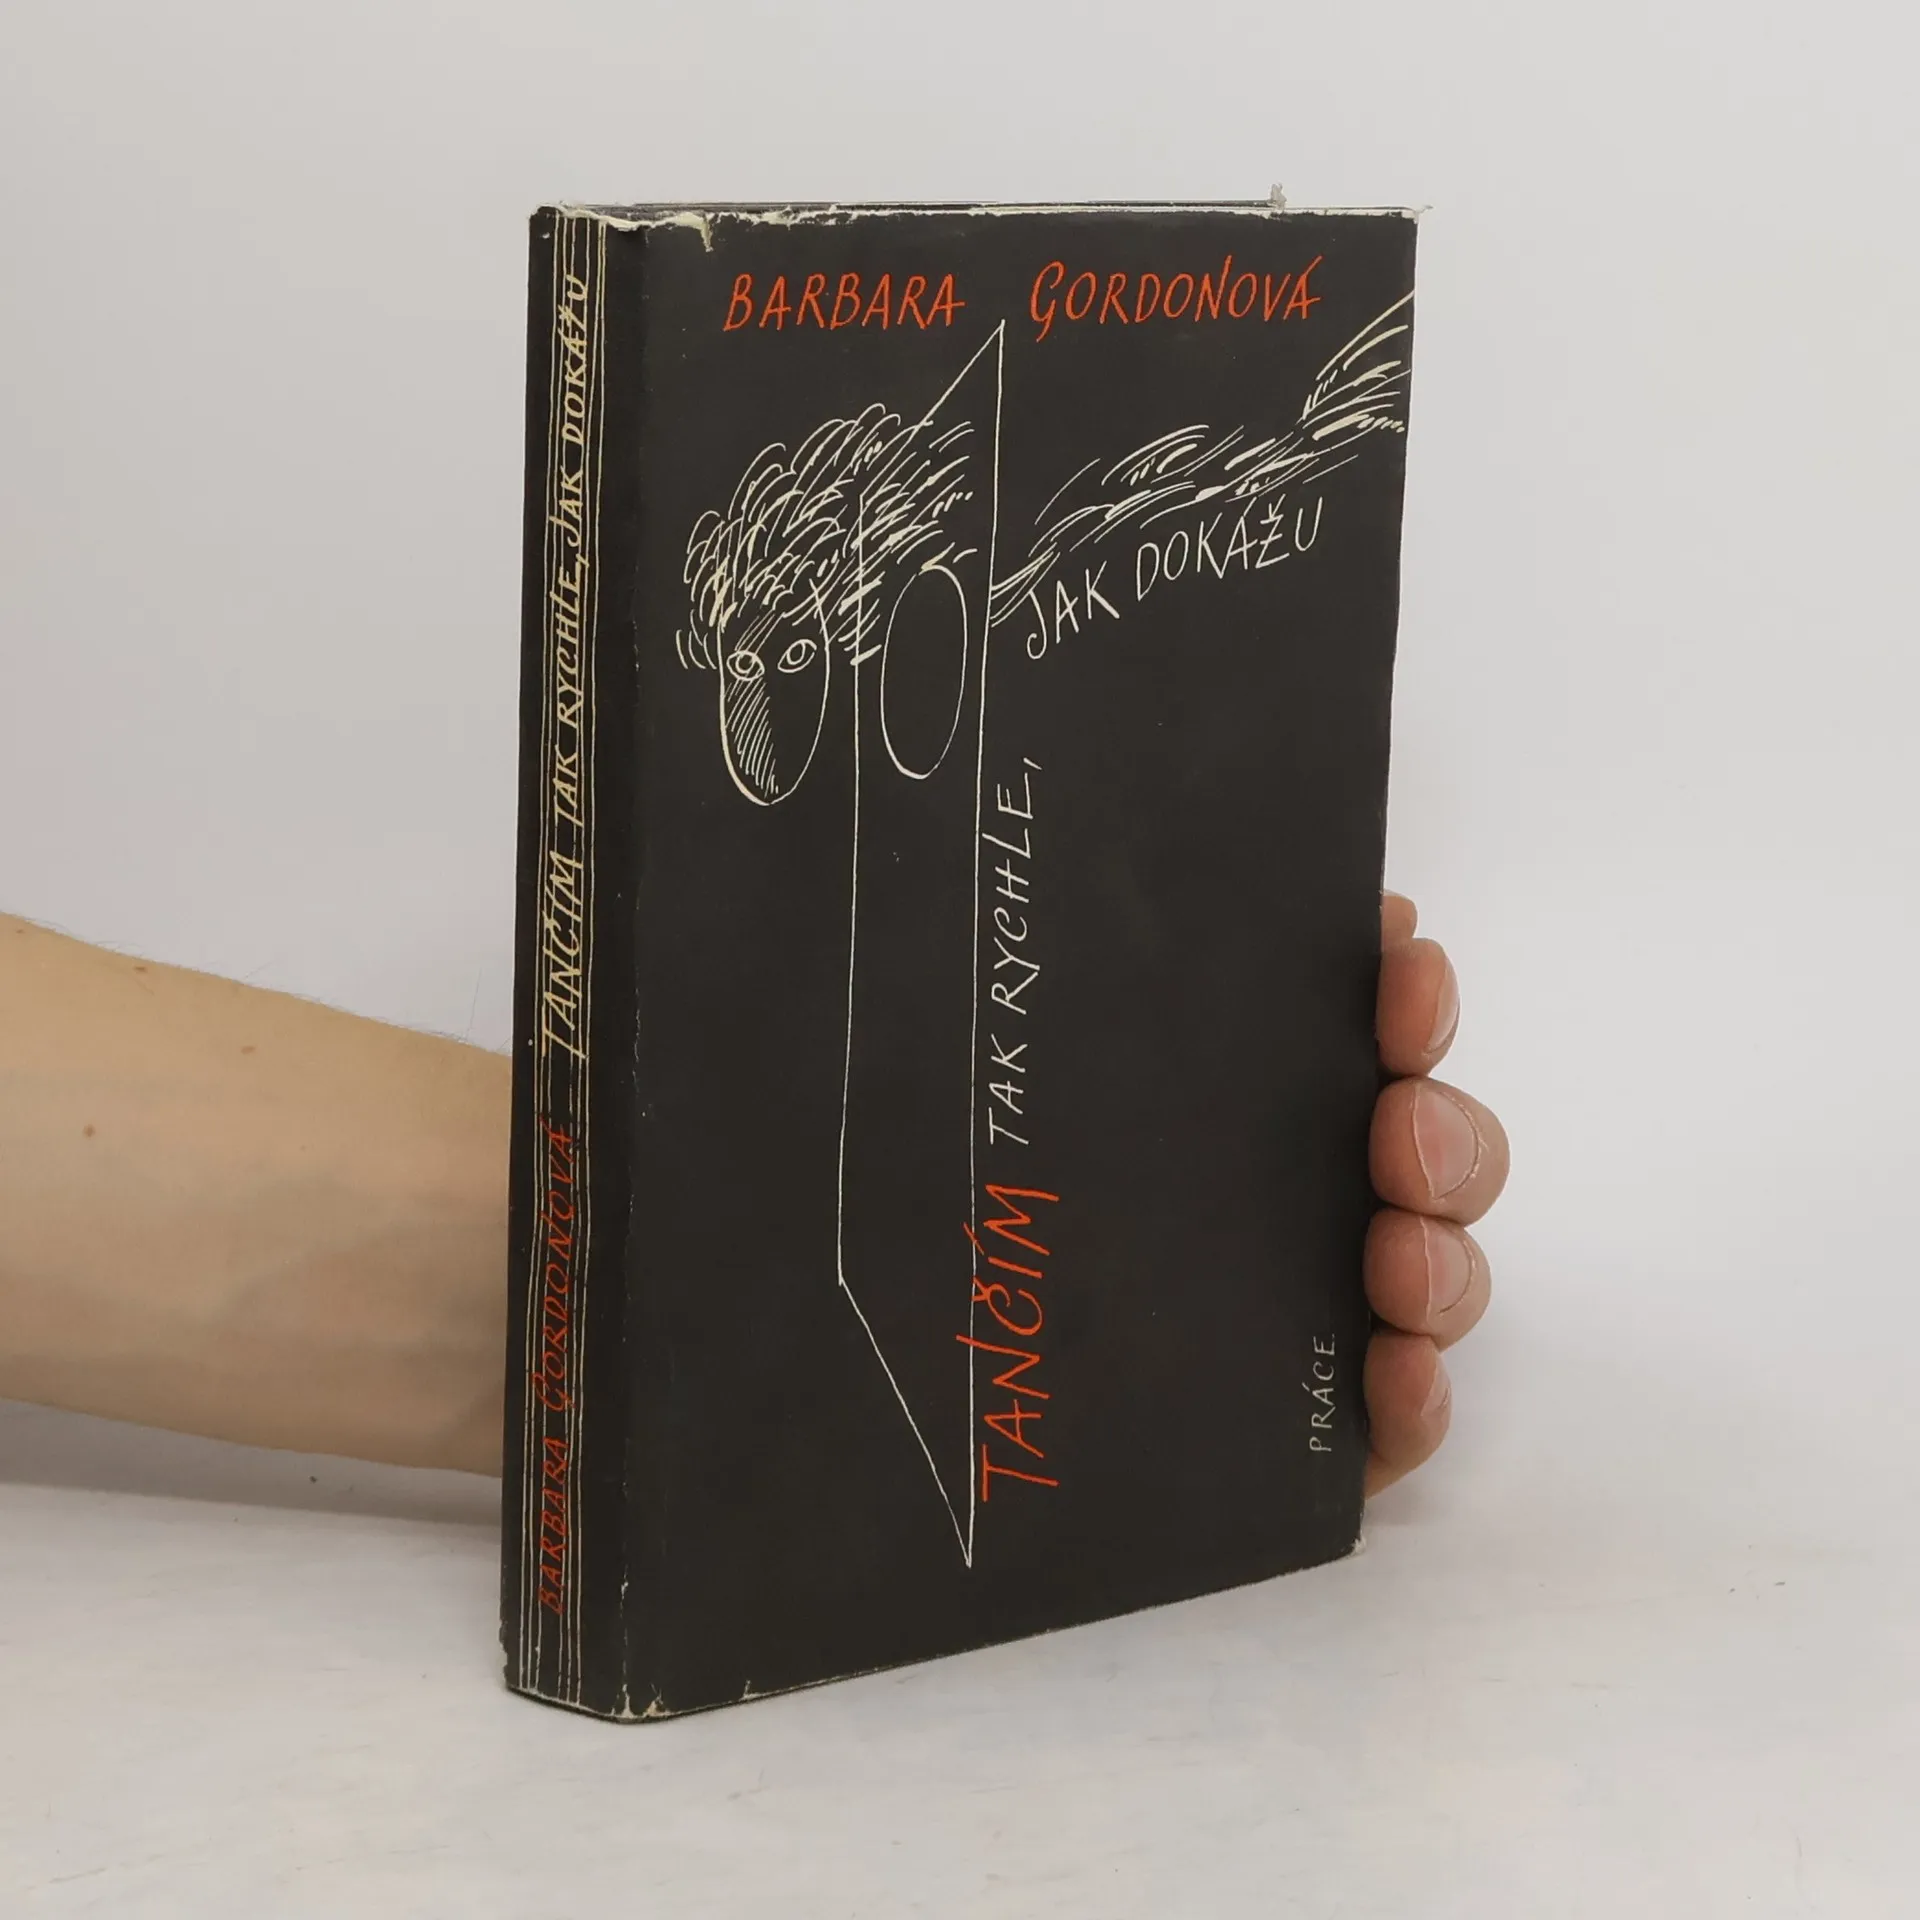 BARBARA GORDONOVÁ
JAK DOKÁŽU
TANČÍM TAK RYCHLE,
PRÁCE
BARBARA GORDONOVÁ TANČÍM TAK RYCHLE, JAK DOKÁŽU